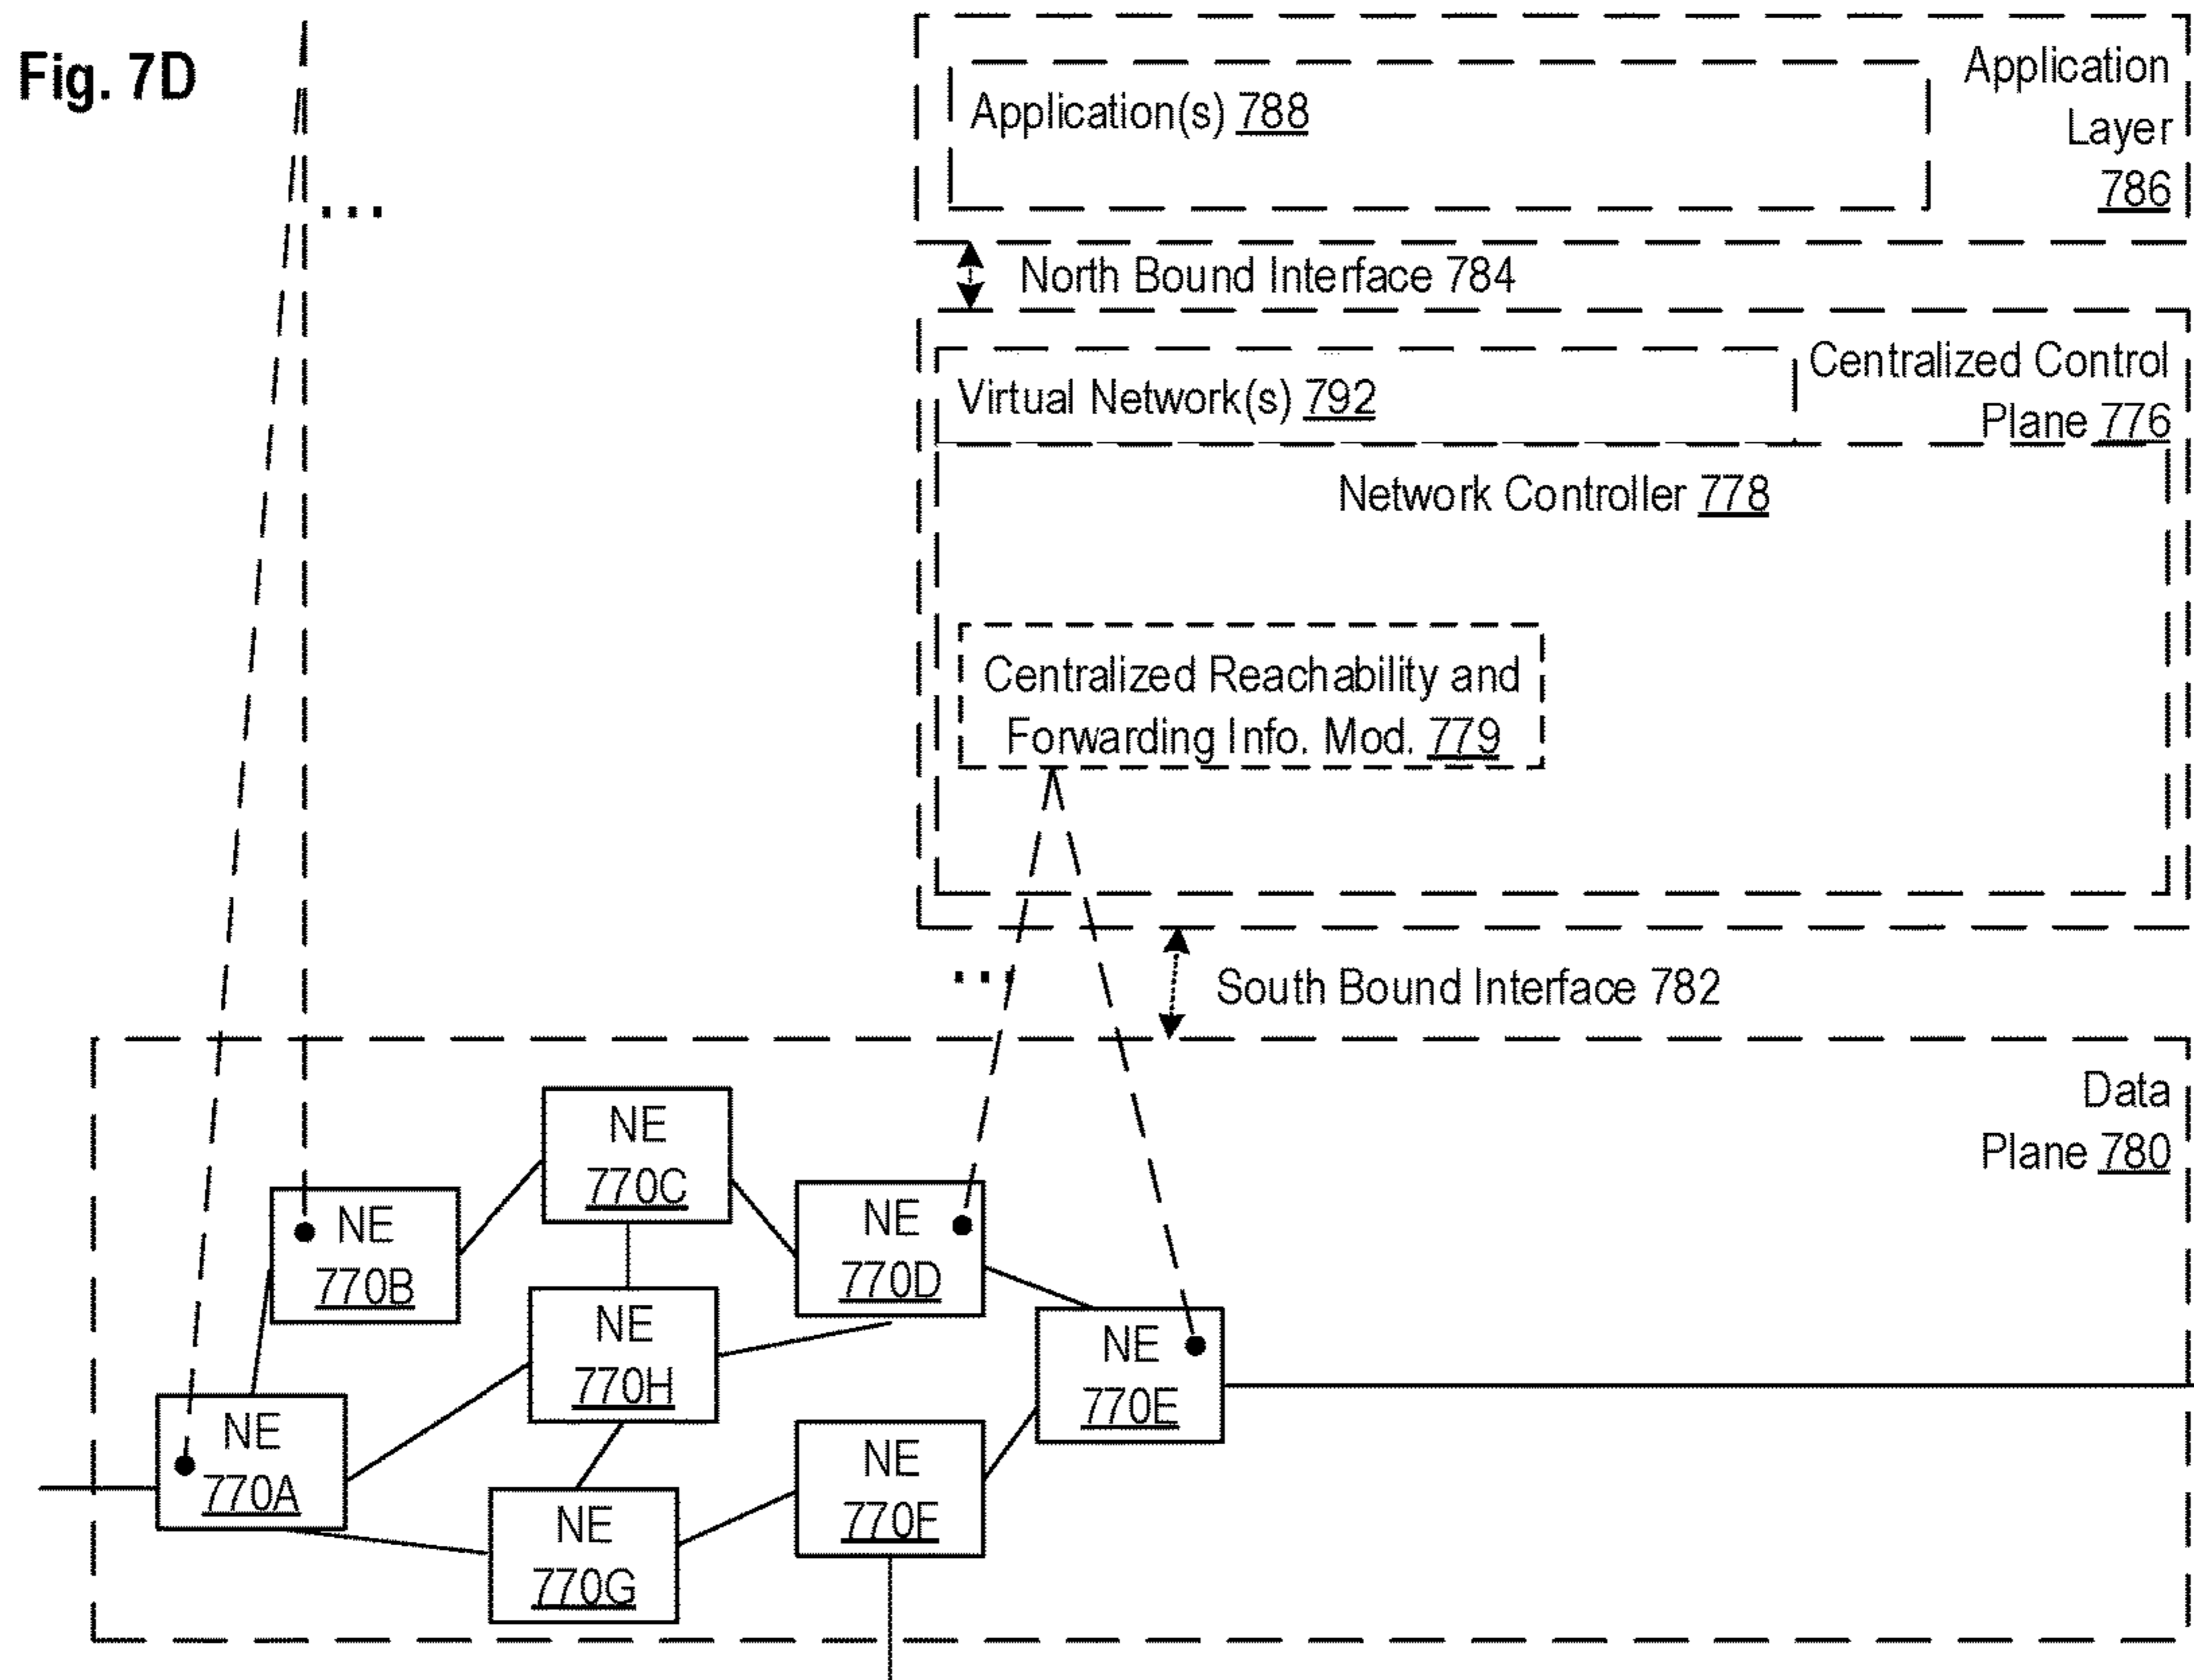 Fig. 7D
Application(s) 788
Application
Layer
786
North Bound Interface 784
Virtual Network(s) 792
Centralized Control
Plane 776
Network Controller 778
Centralized Reachability and
Forwarding Info. Mod. 779
...
...
South Bound Interface 782
Data
Plane 780
NE
770C
NE
770B
NE
770D
NE
770H
NE
770E
NE
770A
NE
770F
NE
770G